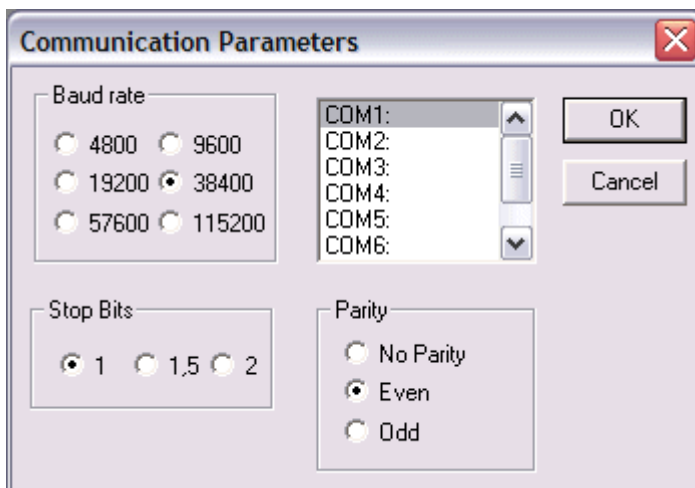 Communication Parameters
Baud rate
4800 9600
19200 38400
57600 115200
COM1:
COM2:
COM3:
COM4:
COM5:
COM6:
OK
Cancel
Stop Bits
1 1,5 2
Parity
No Parity
Even
Odd